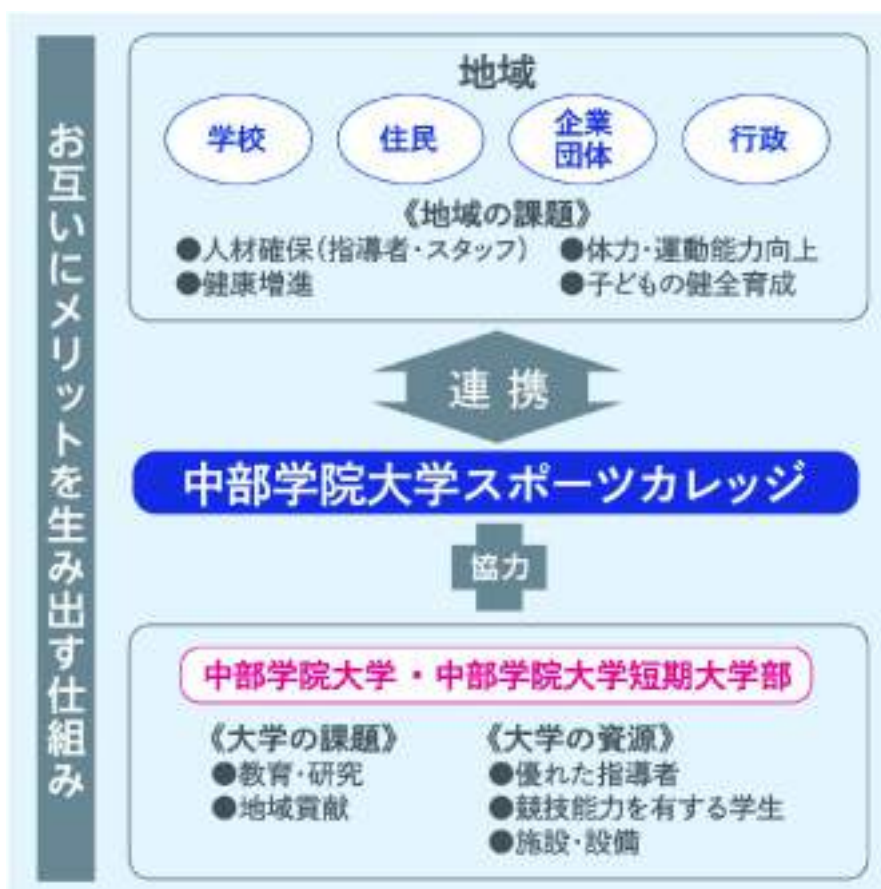 お互いにメリットを生み出す仕組み
地域
学校
住民
企業
団体
行政
《地域の課題》
●人材確保(指導者・スタッフ)
●体力・運動能力向上
●健康増進
●子どもの健全育成
連携
中部学院大学スポーツカレッジ
協力
中部学院大学・中部学院大学短期大学部
《大学の課題》
●教育・研究
●地域貢献
《大学の資源》
●優れた指導者
●競技能力を有する学生
●施設・設備